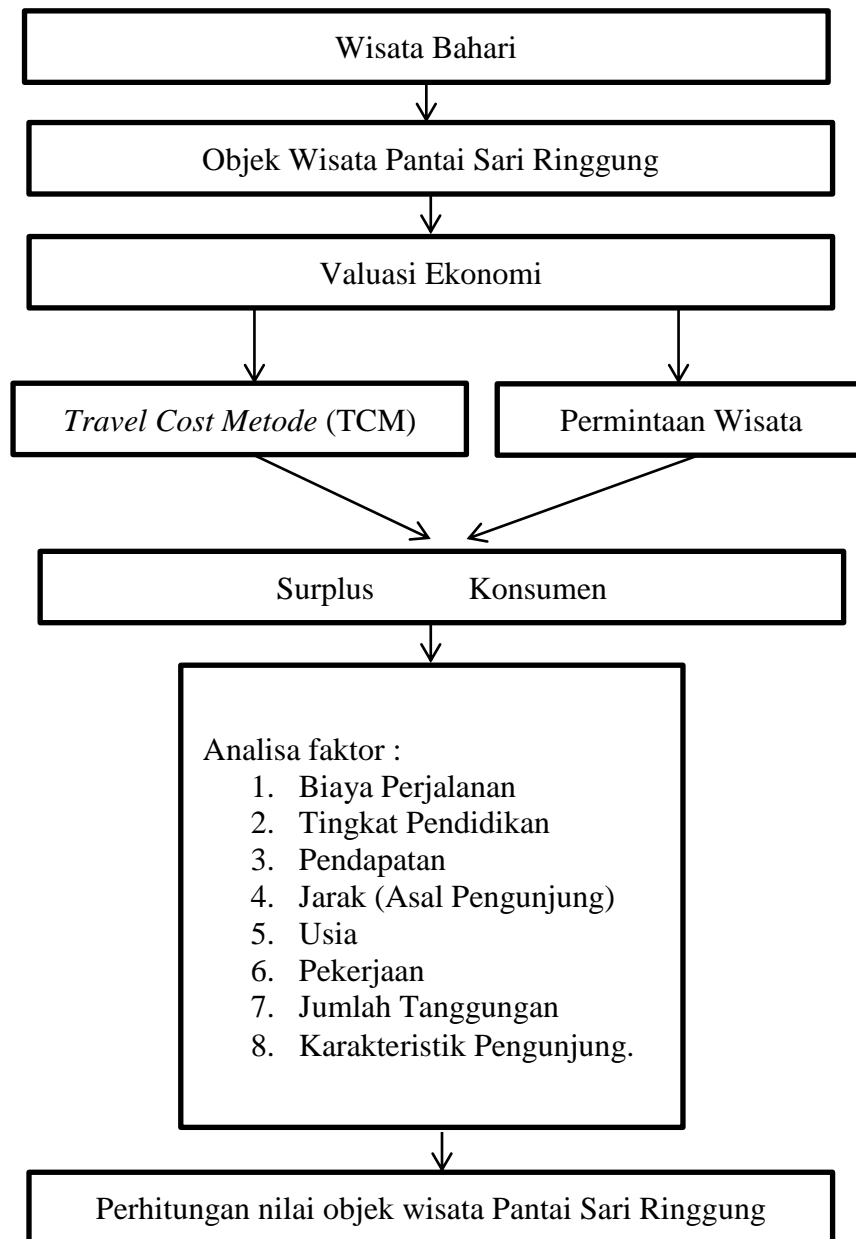 Wisata Bahari
Objek Wisata Pantai Sari Ringgung
Valuasi Ekonomi
Travel Cost Metode (TCM)
Permintaan Wisata
Surplus Konsumen
Analisa faktor :
1. Biaya Perjalanan
2. Tingkat Pendidikan
3. Pendapatan
4. Jarak (Asal Pengunjung)
5. Usia
6. Pekerjaan
7. Jumlah Tanggungan
8. Karakteristik Pengunjung.
Perhitungan nilai objek wisata Pantai Sari Ringgung